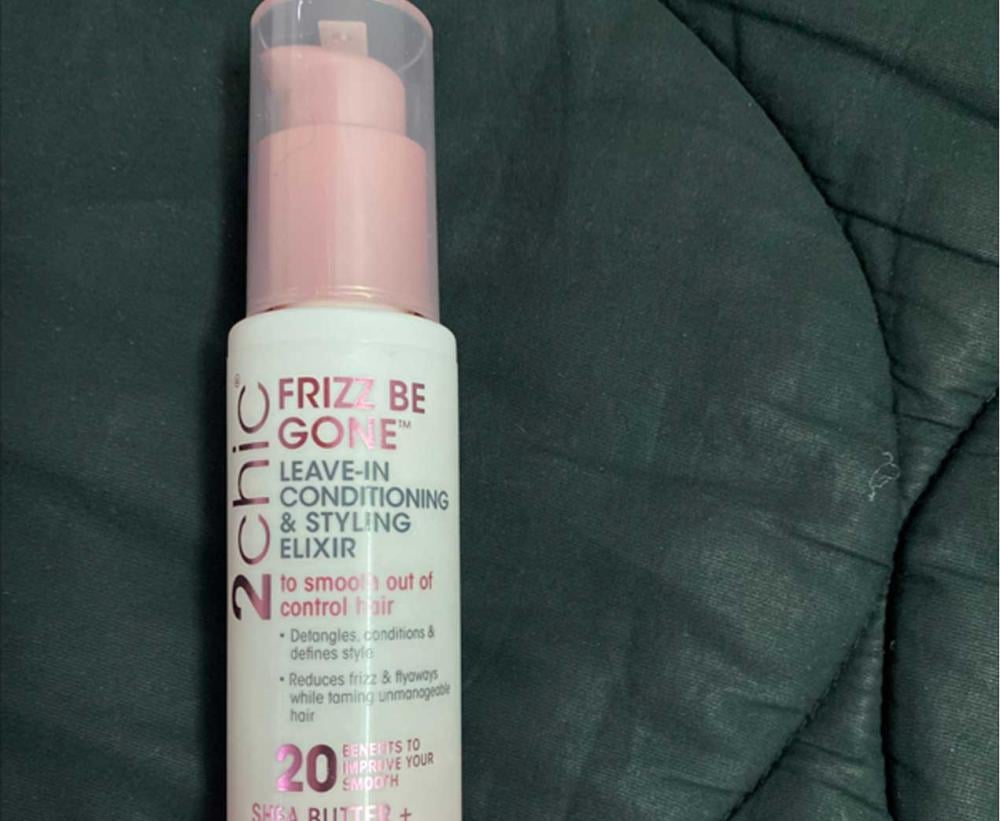 2chic®
FRIZZ BE
GONE™
LEAVE-IN
CONDITIONING
& STYLING
ELIXIR
to smooth out of
control hair
• Detangles, conditions &
defines style
• Reduces frizz & flyaways
while taming unmanageable
hair
20
BENEFITS TO
IMPROVE YOUR
SMOOTH
SHEA BUTTER +